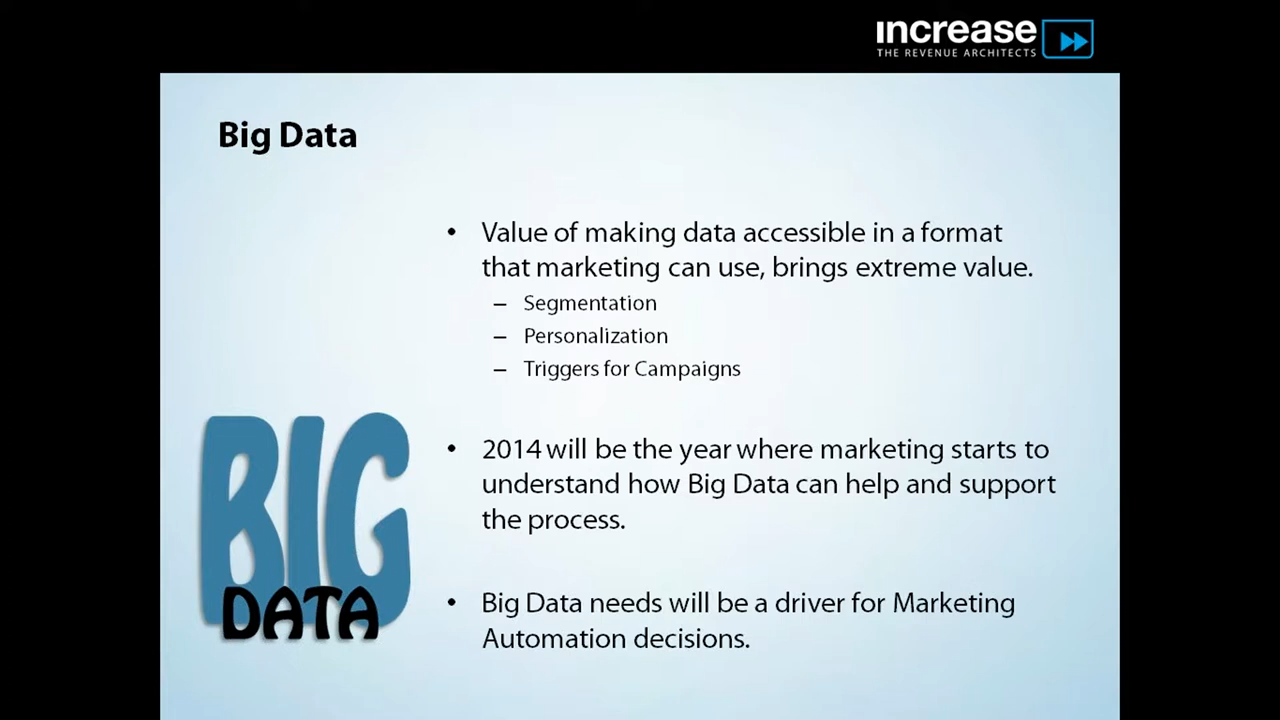 increase
THE REVENUE ARCHITECTS
Big Data
• Value of making data accessible in a format
that marketing can use, brings extreme value.
– Segmentation
– Personalization
– Triggers for Campaigns
• 2014 will be the year where marketing starts to
understand how Big Data can help and support
the process.
• Big Data needs will be a driver for Marketing
Automation decisions.
BIG
DATA